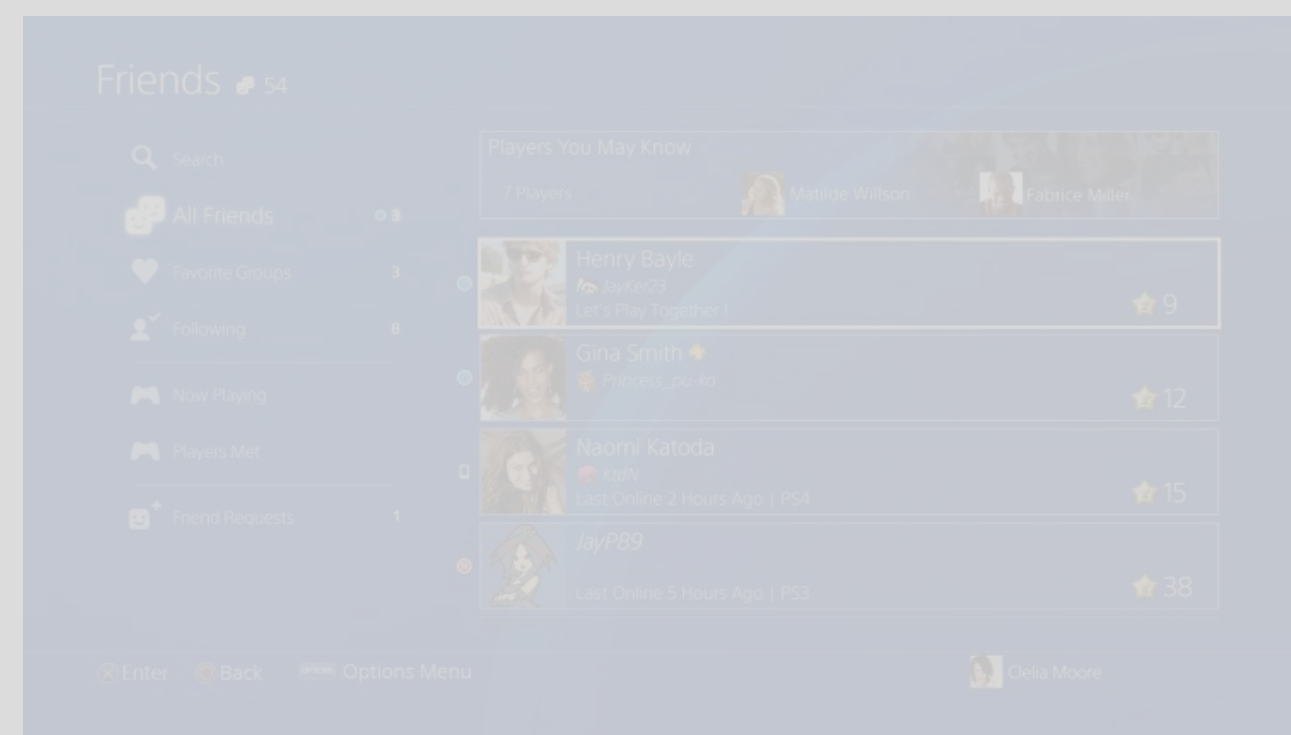 Friends 54
Search
All Friends 3
Favorite Groups 3
Following 8
Now Playing
Players Met
Friend Requests 1
Players You May Know
7 Players Matilde Willson Fabrice Miller
Henry Bayle
JayKer23
Let's Play Together !
9
Gina Smith
Princess_pu-ko
12
Naomi Katoda
KtdN
Last Online 2 Hours Ago | PS4
15
JayP89
Last Online 5 Hours Ago | PS3
38
Enter Back OPTIONS Options Menu Clelia Moore